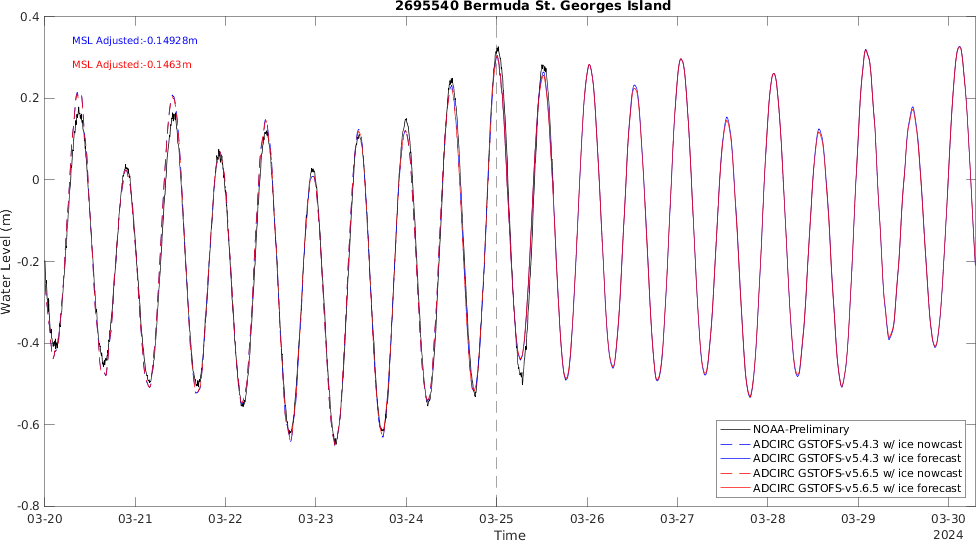 2695540 Bermuda St. Georges Island
MSL Adjusted:-0.14928m
MSL Adjusted:-0.1463m
Water Level (m)
0.4
0.2
0
-0.2
-0.4
-0.6
-0.8
NOAA-Preliminary
ADCIRC GSTOFS-v5.4.3 w/ ice nowcast
ADCIRC GSTOFS-v5.4.3 w/ ice forecast
ADCIRC GSTOFS-v5.6.5 w/ ice nowcast
ADCIRC GSTOFS-v5.6.5 w/ ice forecast
03-20 03-21 03-22 03-23 03-24 03-25 03-26 03-27 03-28 03-29 03-30
2024
Time